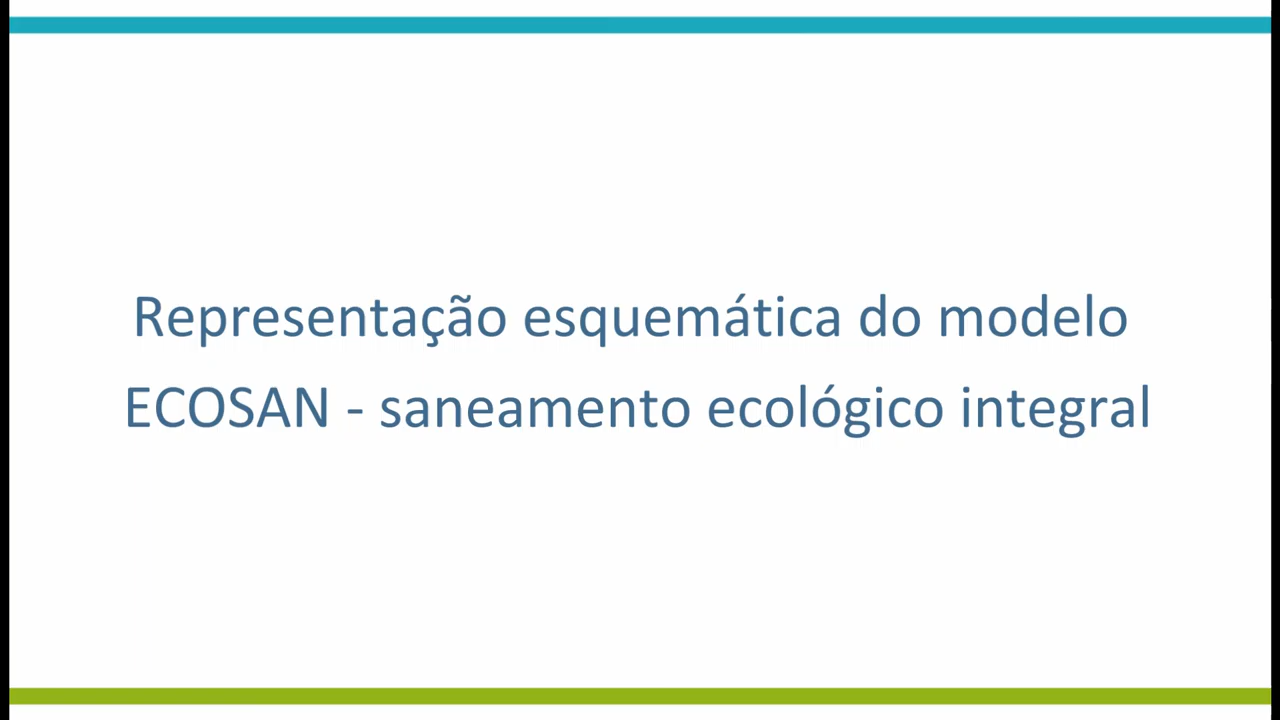 Representação esquemática do modelo
ECOSAN - saneamento ecológico integral